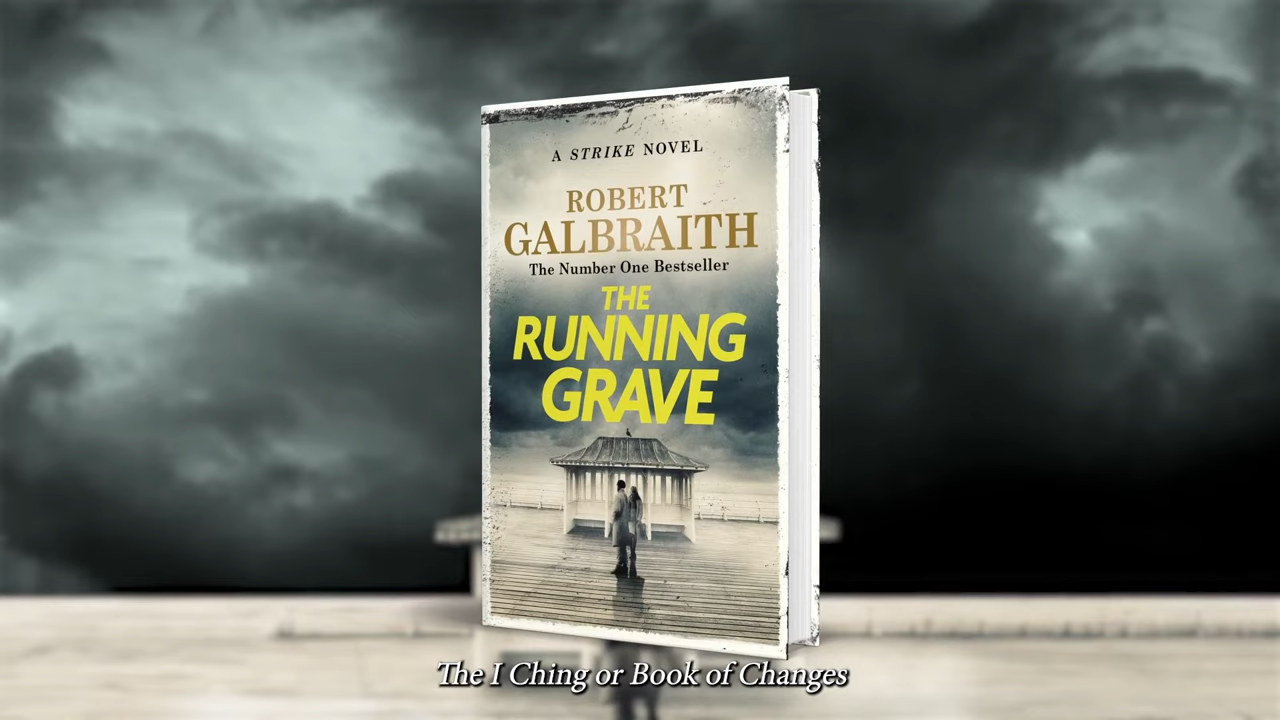 A STRIKE NOVEL
ROBERT
GALBRAITH
The Number One Bestseller
THE
RUNNING
GRAVE
The I Ching or Book of Changes